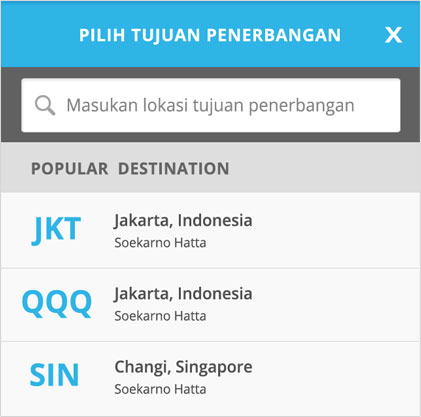 PILIH TUJUAN PENERBANGAN X
Masukan lokasi tujuan penerbangan
POPULAR DESTINATION
JKT
Jakarta, Indonesia
Soekarno Hatta
QQQ
Jakarta, Indonesia
Soekarno Hatta
SIN
Changi, Singapore
Soekarno Hatta